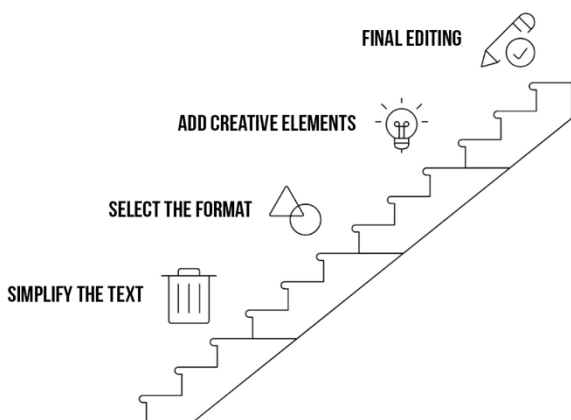 FINAL EDITING
ADD CREATIVE ELEMENTS
SELECT THE FORMAT
SIMPLIFY THE TEXT